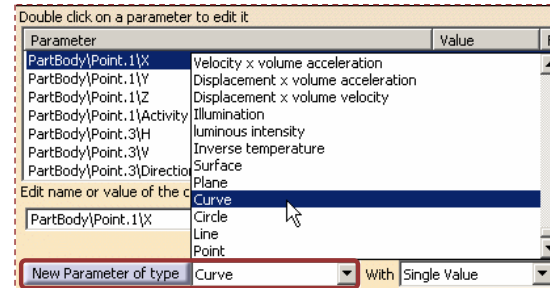 Double click on a parameter to edit it
Parameter Value
PartBody\Point.1\X
PartBody\Point.1\Y
PartBody\Point.1\Z
PartBody\Point.1\Activity
PartBody\Point.3\H
PartBody\Point.3\V
PartBody\Point.3\Directio
Velocity x volume acceleration
Displacement x volume acceleration
Displacement x volume velocity
Illumination
luminous intensity
Inverse temperature
Surface
Plane
Curve
Circle
Line
Point
Edit name or value of the c
PartBody\Point.1\X
New Parameter of type Curve With Single Value